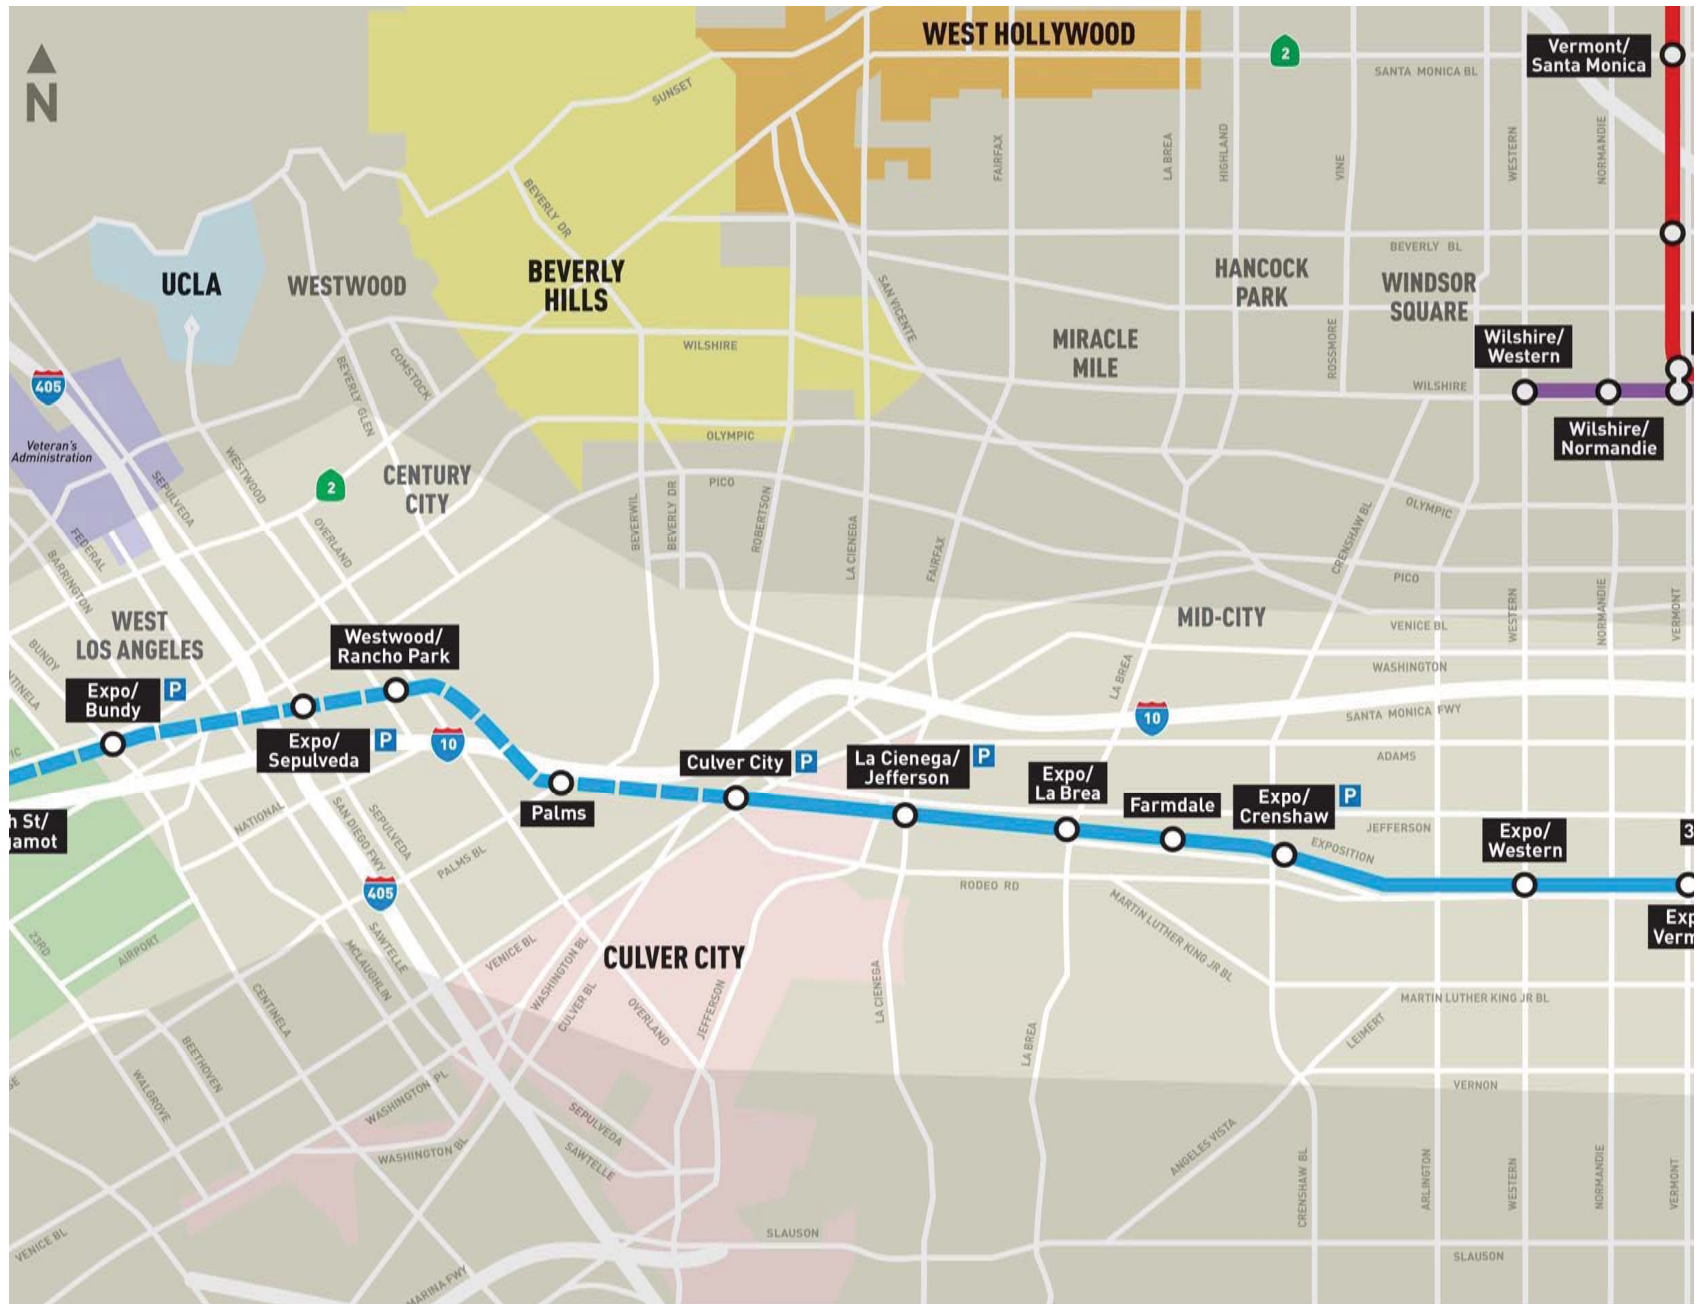 WEST HOLLYWOOD
2
SANTA MONICA BL
Vermont/
Santa Monica
N
SUNSET
FAIRFAX
LA BREA
HIGHLAND
VINE
WESTERN
NORMANDIE
BEVERLY DR
BEVERLY BL
UCLA
WESTWOOD
BEVERLY
HILLS
SAN VICENTE
HANCOCK
PARK
WINDSOR
SQUARE
MIRACLE
MILE
ROSSMORE
Wilshire/
Western
WILSHIRE
WILSHIRE
COMSTOCK
BEVERLY GLEN
405
Wilshire/
Normandie
Veteran's
Administration
OLYMPIC
SEPULVEDA
WESTWOOD
2
CENTURY
CITY
PICO
BEVERWIL
BEVERLY DR
ROBERTSON
LA CIENEGA
FAIRFAX
CRENSHAW BL
OLYMPIC
OVERLAND
FEDERAL
BARRINGTON
PICO
WESTERN
NORMANDIE
VERMONT
WEST
LOS ANGELES
MID-CITY
VENICE BL
WASHINGTON
BUNDY
Westwood/
Rancho Park
LA BREA
NTINELA
Expo/
Bundy
P
SANTA MONICA FWY
10
IC
Expo/
Sepulveda
P
10
Culver City
P
La Cienega/
Jefferson
P
ADAMS
Expo/
La Brea
Farmdale
Expo/
Crenshaw
P
Palms
h St/
amot
NATIONAL
SAN DIEGO FWY
SEPULVEDA
JEFFERSON
EXPOSITION
Expo/
Western
3
PALMS BL
405
RODEO RD
MARTIN LUTHER KING JR BL
Exp
Verm
23RD
AIRPORT
SAWTELLE
MCLAUGHLIN
VENICE BL
WASHINGTON BL
CULVER BL
CULVER CITY
OVERLAND
JEFFERSON
LA CIENEGA
LA BREA
MARTIN LUTHER KING JR BL
LEIMERT
CENTINELA
BEETHOVEN
WALGROVE
WASHINGTON PL
VERNON
SEPULVEDA
SAWTELLE
WASHINGTON BL
ANGELES VISTA
CRENSHAW BL
ARLINGTON
WESTERN
NORMANDIE
VERMONT
VENICE BL
SLAUSON
SLAUSON
MARINA FWY